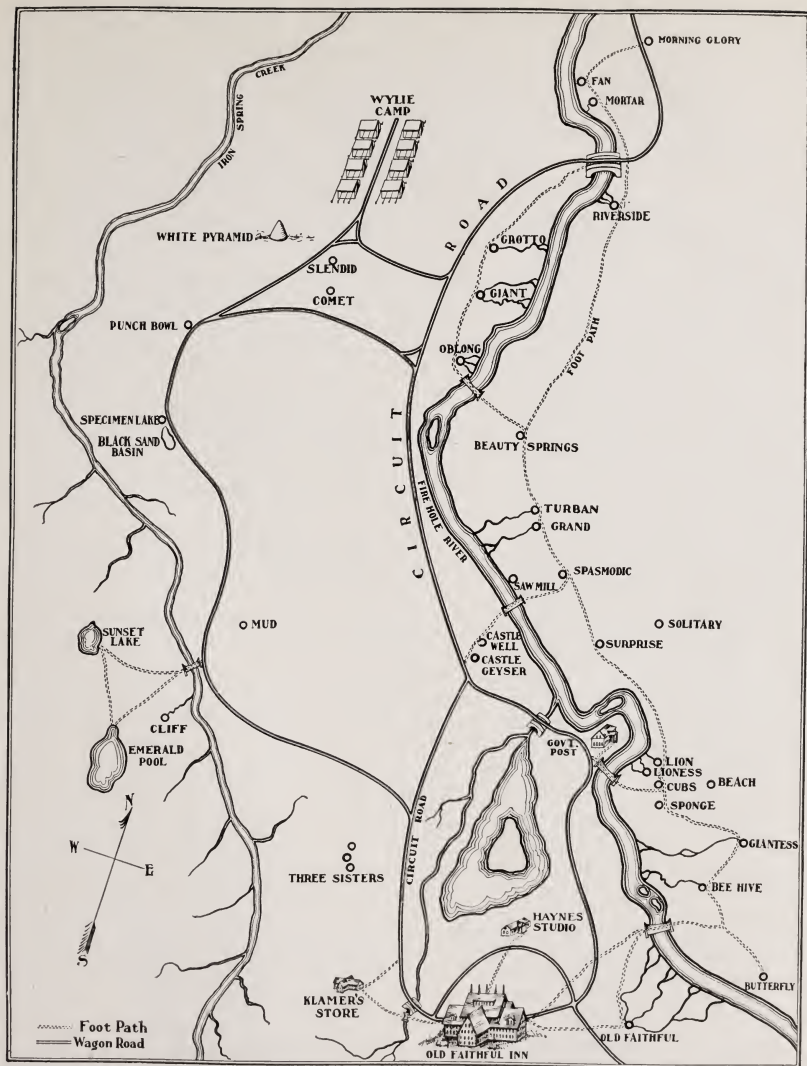 MORNING GLORY
FAN
MORTAR
IRON SPRING CREEK
WYLIE
CAMP
CIRCUIT ROAD
RIVERSIDE
WHITE PYRAMID
GROTTO
SLENDID
COMET
GIANT
PUNCH BOWL
OBLONG
FOOT PATH
SPECIMEN LAKE
BLACK SAND
BASIN
BEAUTY SPRINGS
FIRE HOLE RIVER
TURBAN
GRAND
SPASMODIC
SAW MILL
SUNSET
LAKE
MUD
SOLITARY
CASTLE
WELL
SURPRISE
CASTLE
GEYSER
CLIFF
GOVT.
POST
EMERALD
POOL
LION
LIONESS
CUBS
BEACH
SPONGE
N
W
E
S
CIRCUIT ROAD
GIANTESS
THREE SISTERS
BEE HIVE
HAYNES
STUDIO
BUTTERFLY
KLAMER'S
STORE
Foot Path
Wagon Road
OLD FAITHFUL INN
OLD FAITHFUL